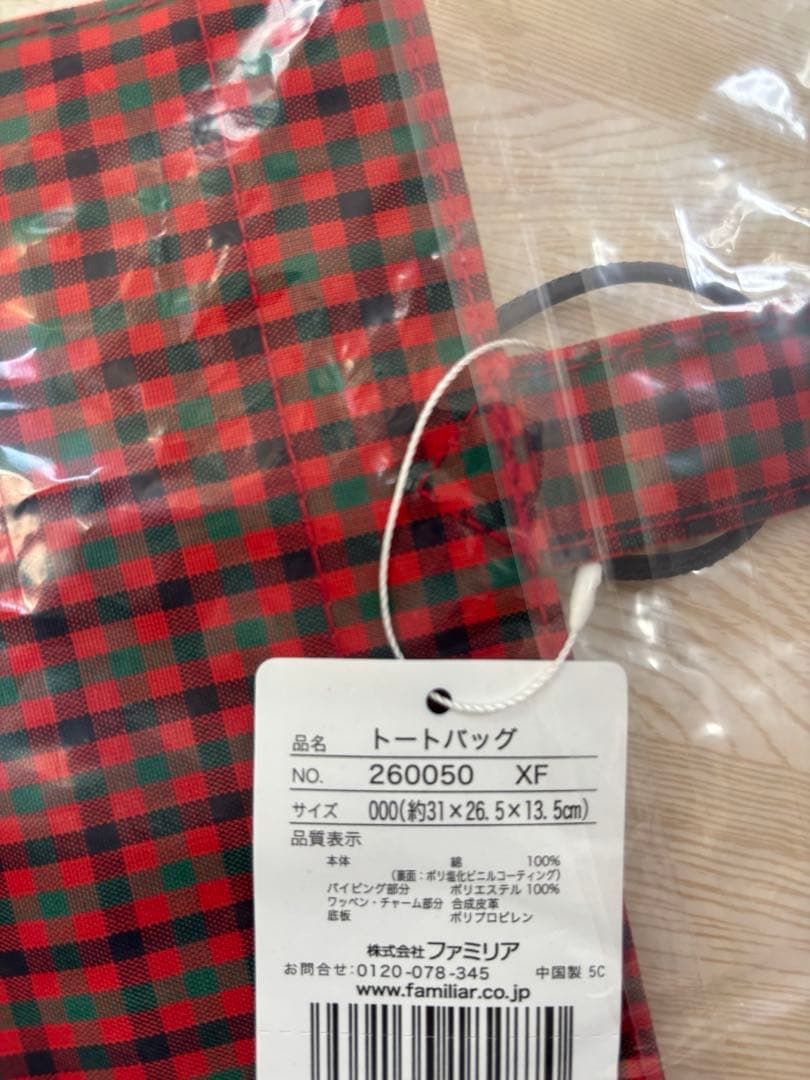 品名 トートバッグ
NO. 260050 XF
サイズ 000(約31×26.5×13.5cm)
品質表示
本体 綿 100%
(裏面：ポリ塩化ビニルコーティング)
パイピング部分 ポリエステル 100%
ワッペン・チャーム部分 合成皮革
底板 ポリプロピレン
株式会社ファミリア
お問合せ：0120-078-345 中国製 5C
www.familiar.co.jp